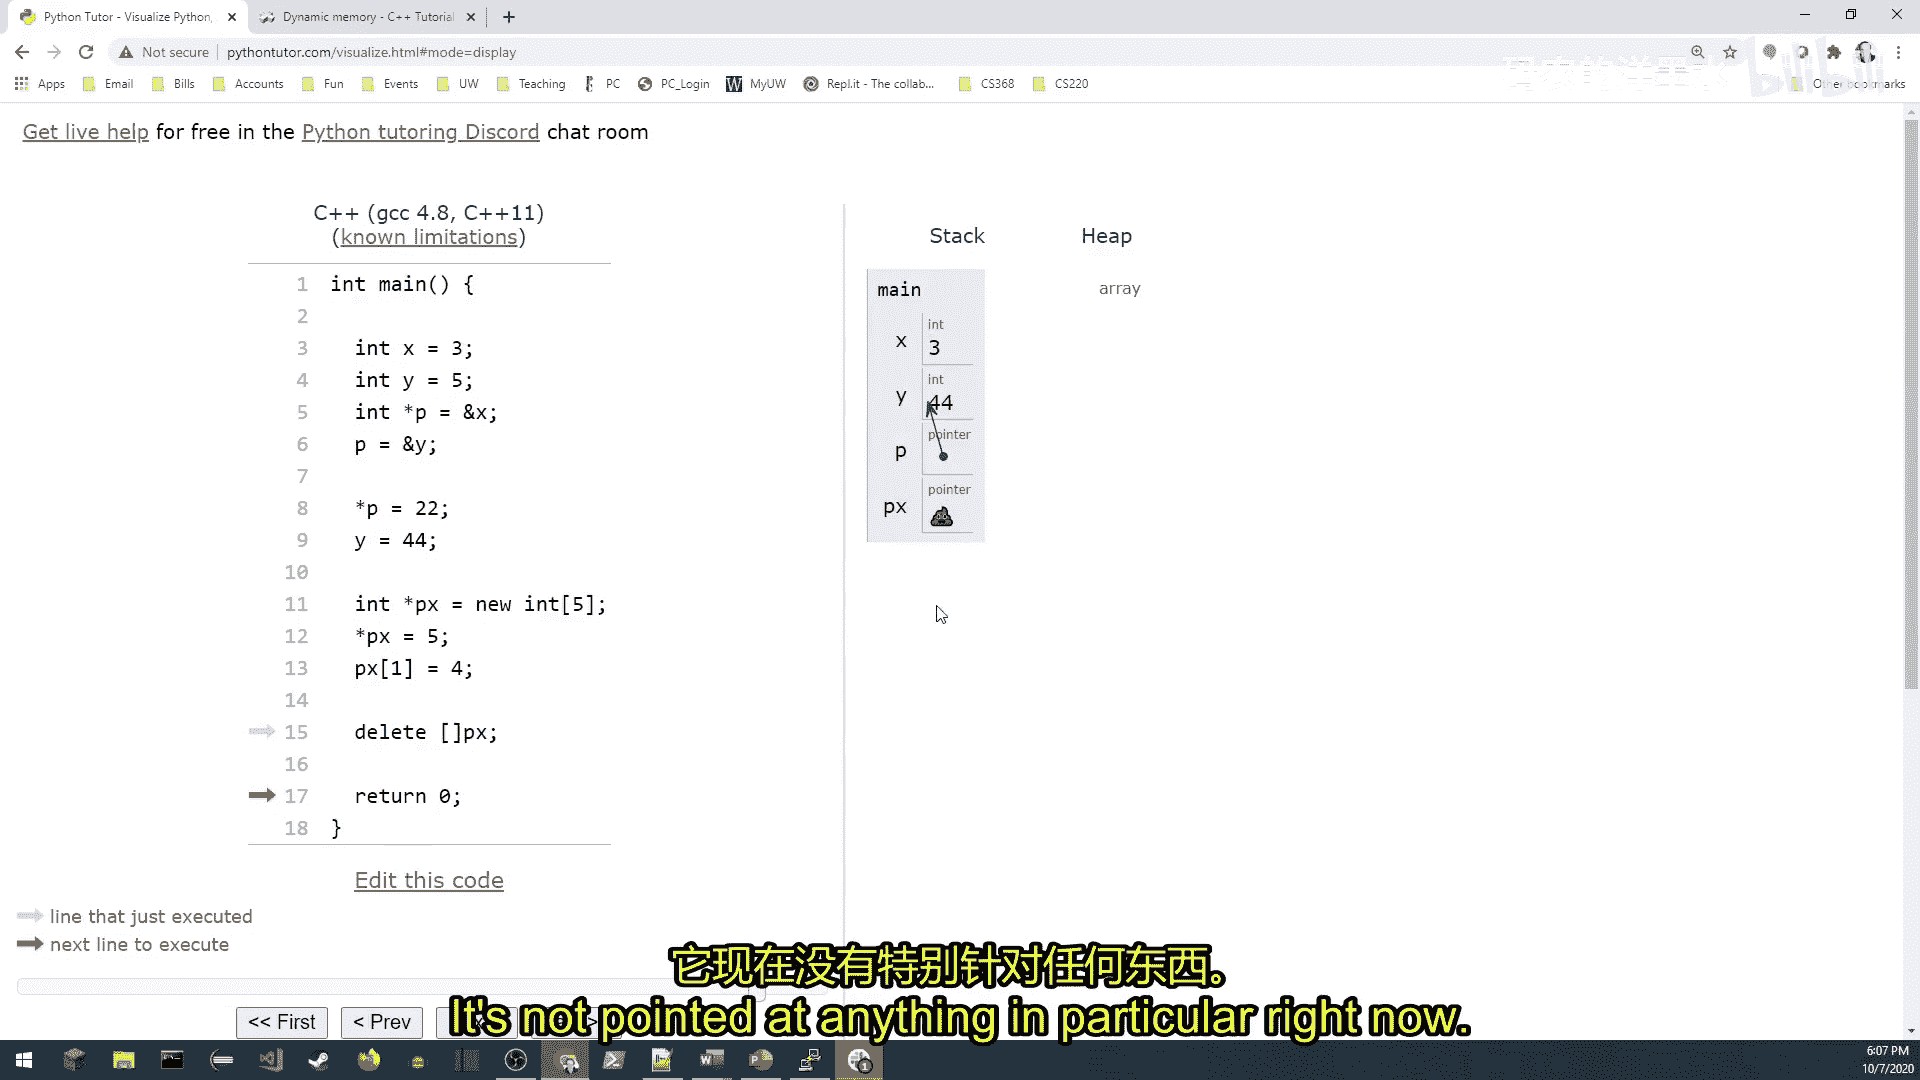 Python Tutor - Visualize Python,
Dynamic memory - C++ Tutorial
Not secure
pythontutor.com/visualize.html#mode=display
Apps
Email
Bills
Accounts
Fun
Events
UW
Teaching
PC
PC_Login
MyUW
Repl.it - The collab...
CS368
CS220
Other bookmarks
Get live help for free in the Python tutoring Discord chat room
C++ (gcc 4.8, C++11)
(known limitations)
1 int main() {
2
3 int x = 3;
4 int y = 5;
5 int *p = &x;
6 p = &y;
7
8 *p = 22;
9 y = 44;
10
11 int *px = new int[5];
12 *px = 5;
13 px[1] = 4;
14
15 delete []px;
16
17 return 0;
18 }
Edit this code
line that just executed
next line to execute
<< First
< Prev
Stack
Heap
main
array
int
x 3
int
y 44
pointer
p
pointer
px
它现在没有特别针对任何东西。
It's not pointed at anything in particular right now.
6:07 PM
10/7/2020